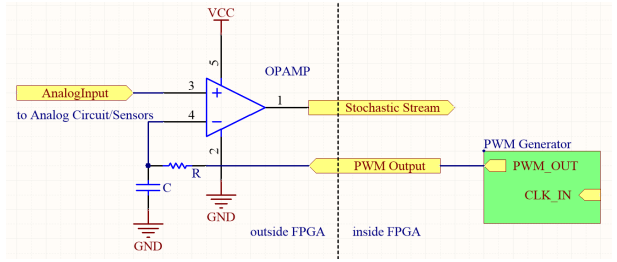 VCC
5
OPAMP
AnalogInput
3
+
1
Stochastic Stream
to Analog Circuit/Sensors
4
−
2
PWM Generator
R
PWM Output
PWM_OUT
C
CLK_IN
GND
GND
outside FPGA
inside FPGA